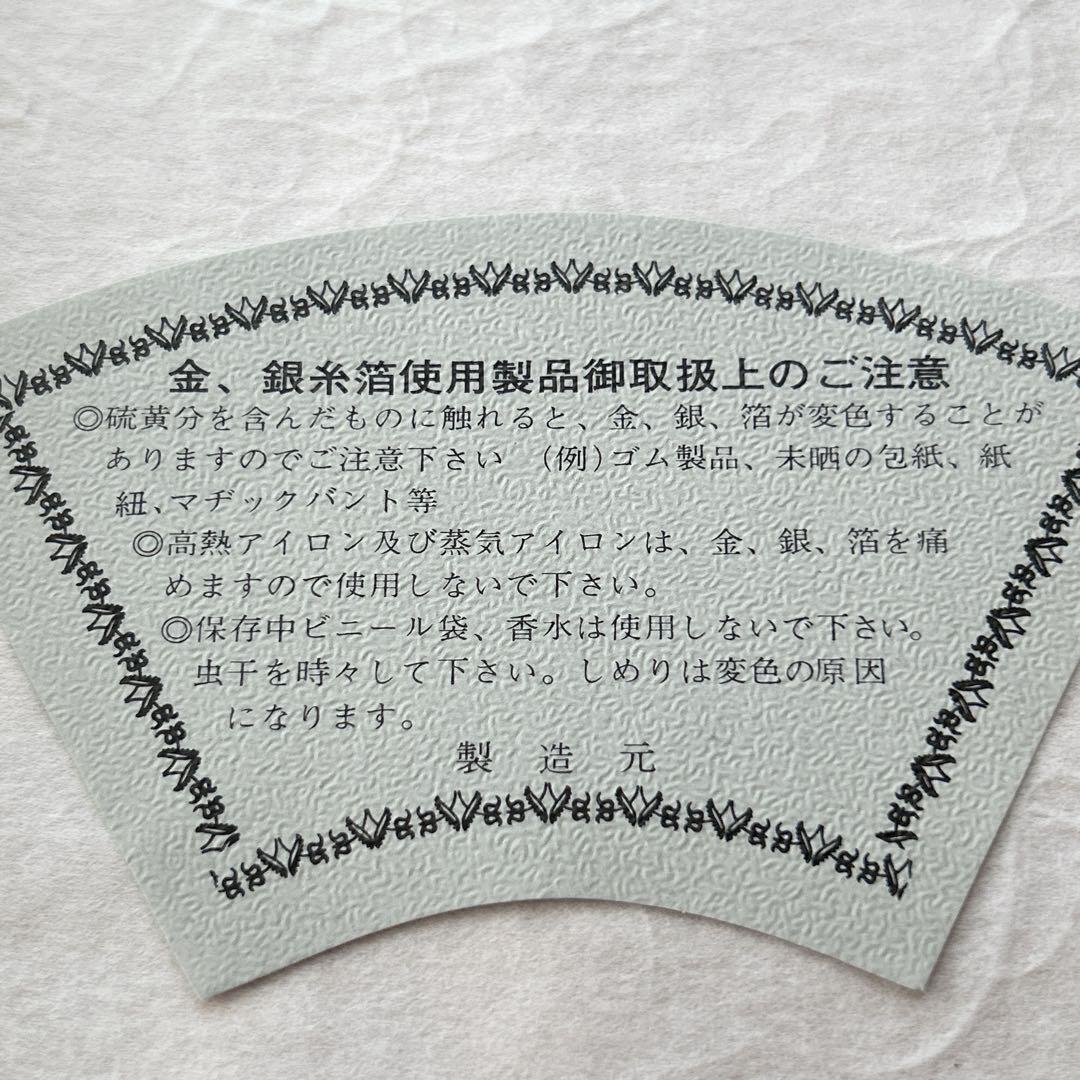 金、銀糸箔使用製品御取扱上のご注意
◎硫黄分を含んだものに触れると、金、銀、箔が変色することが
ありますのでご注意下さい　(例)ゴム製品、未晒の包紙、紙
紐、マヂックバント等
◎高熱アイロン及び蒸気アイロンは、金、銀、箔を痛
めますので使用しないで下さい。
◎保存中ビニール袋、香水は使用しないで下さい。
虫干を時々して下さい。しめりは変色の原因
になります。
製造元